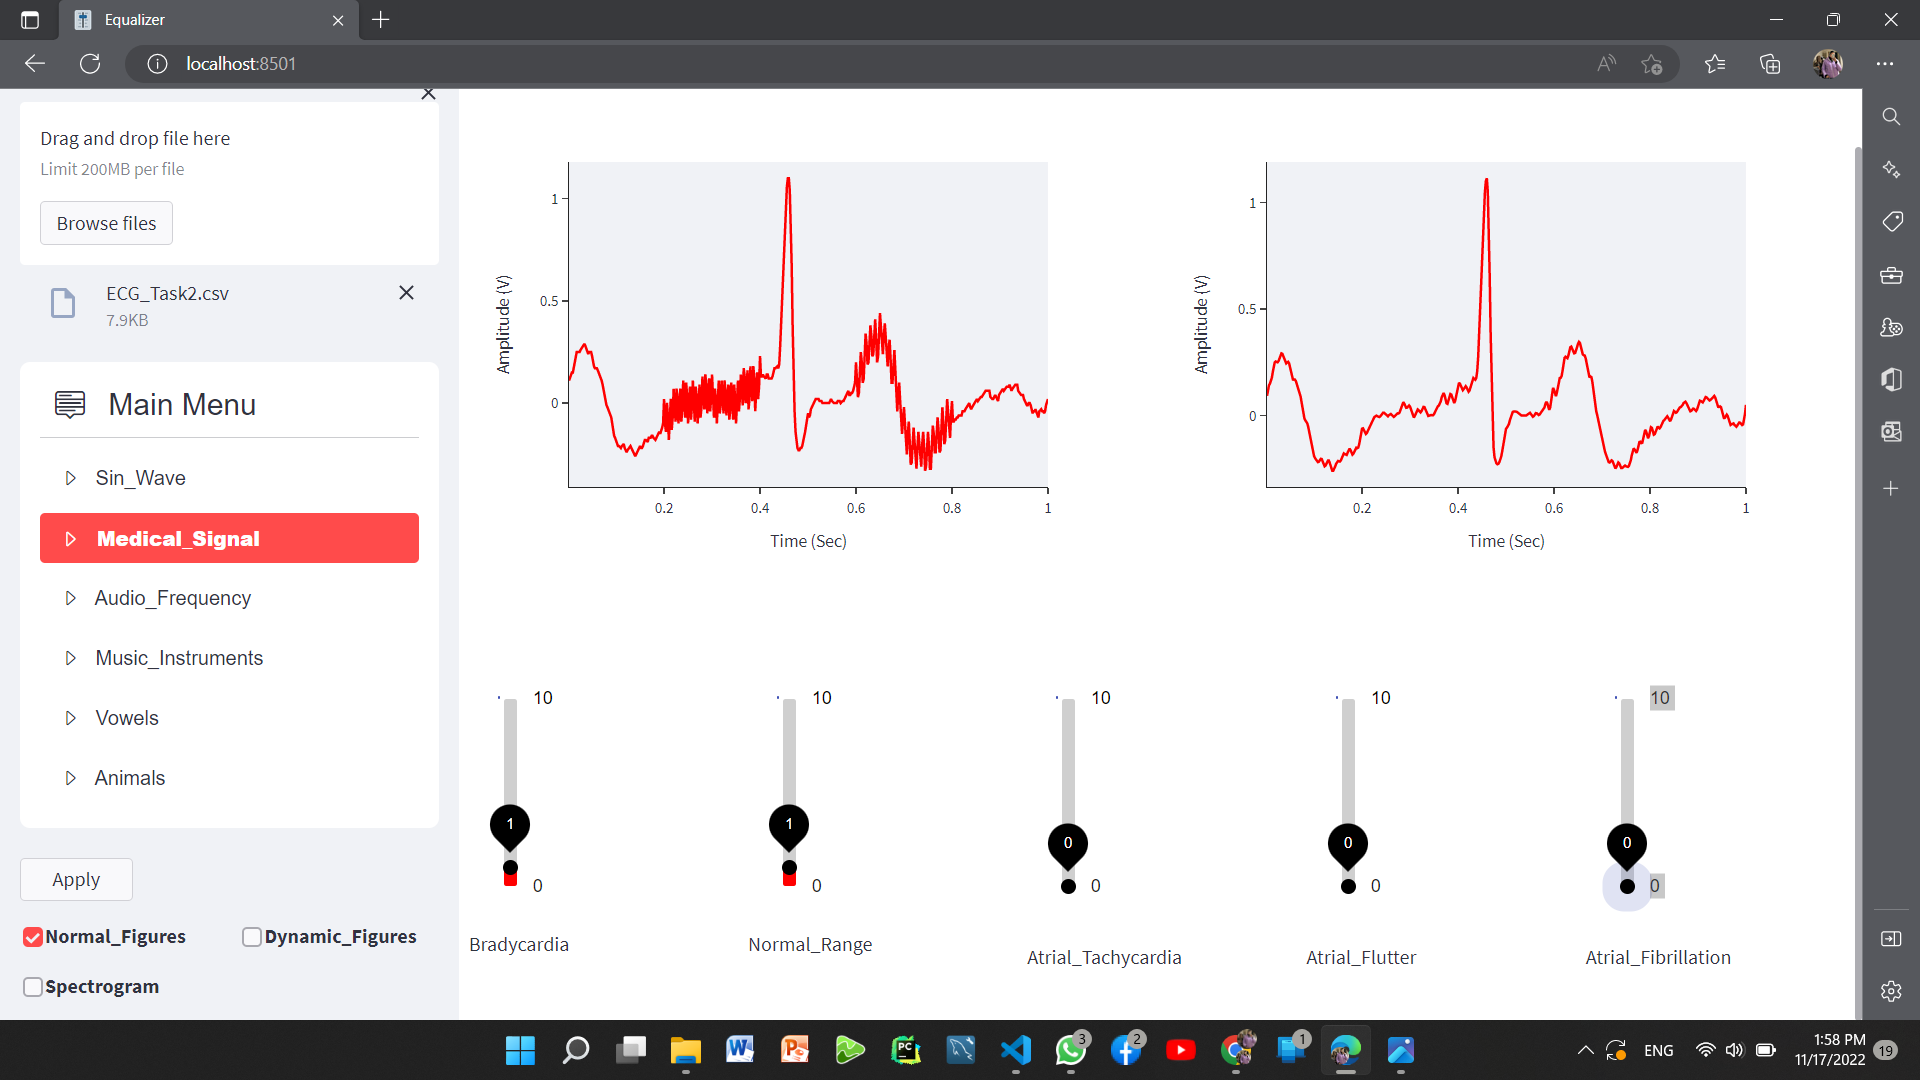 Equalizer
localhost:8501
Drag and drop file here
Limit 200MB per file
Browse files
ECG_Task2.csv
7.9KB
Main Menu
Sin_Wave
Medical_Signal
Audio_Frequency
Music_Instruments
Vowels
Animals
Apply
Normal_Figures
Dynamic_Figures
Spectrogram
1
0.5
0
Amplitude (V)
0.2 0.4 0.6 0.8 1
Time (Sec)
1
0.5
0
Amplitude (V)
0.2 0.4 0.6 0.8 1
Time (Sec)
10 10 10 10 10
1 1 0 0 0
0 0 0 0 0
Bradycardia
Normal_Range
Atrial_Tachycardia
Atrial_Flutter
Atrial_Fibrillation
3
2
1
ENG
1:58 PM
11/17/2022
19